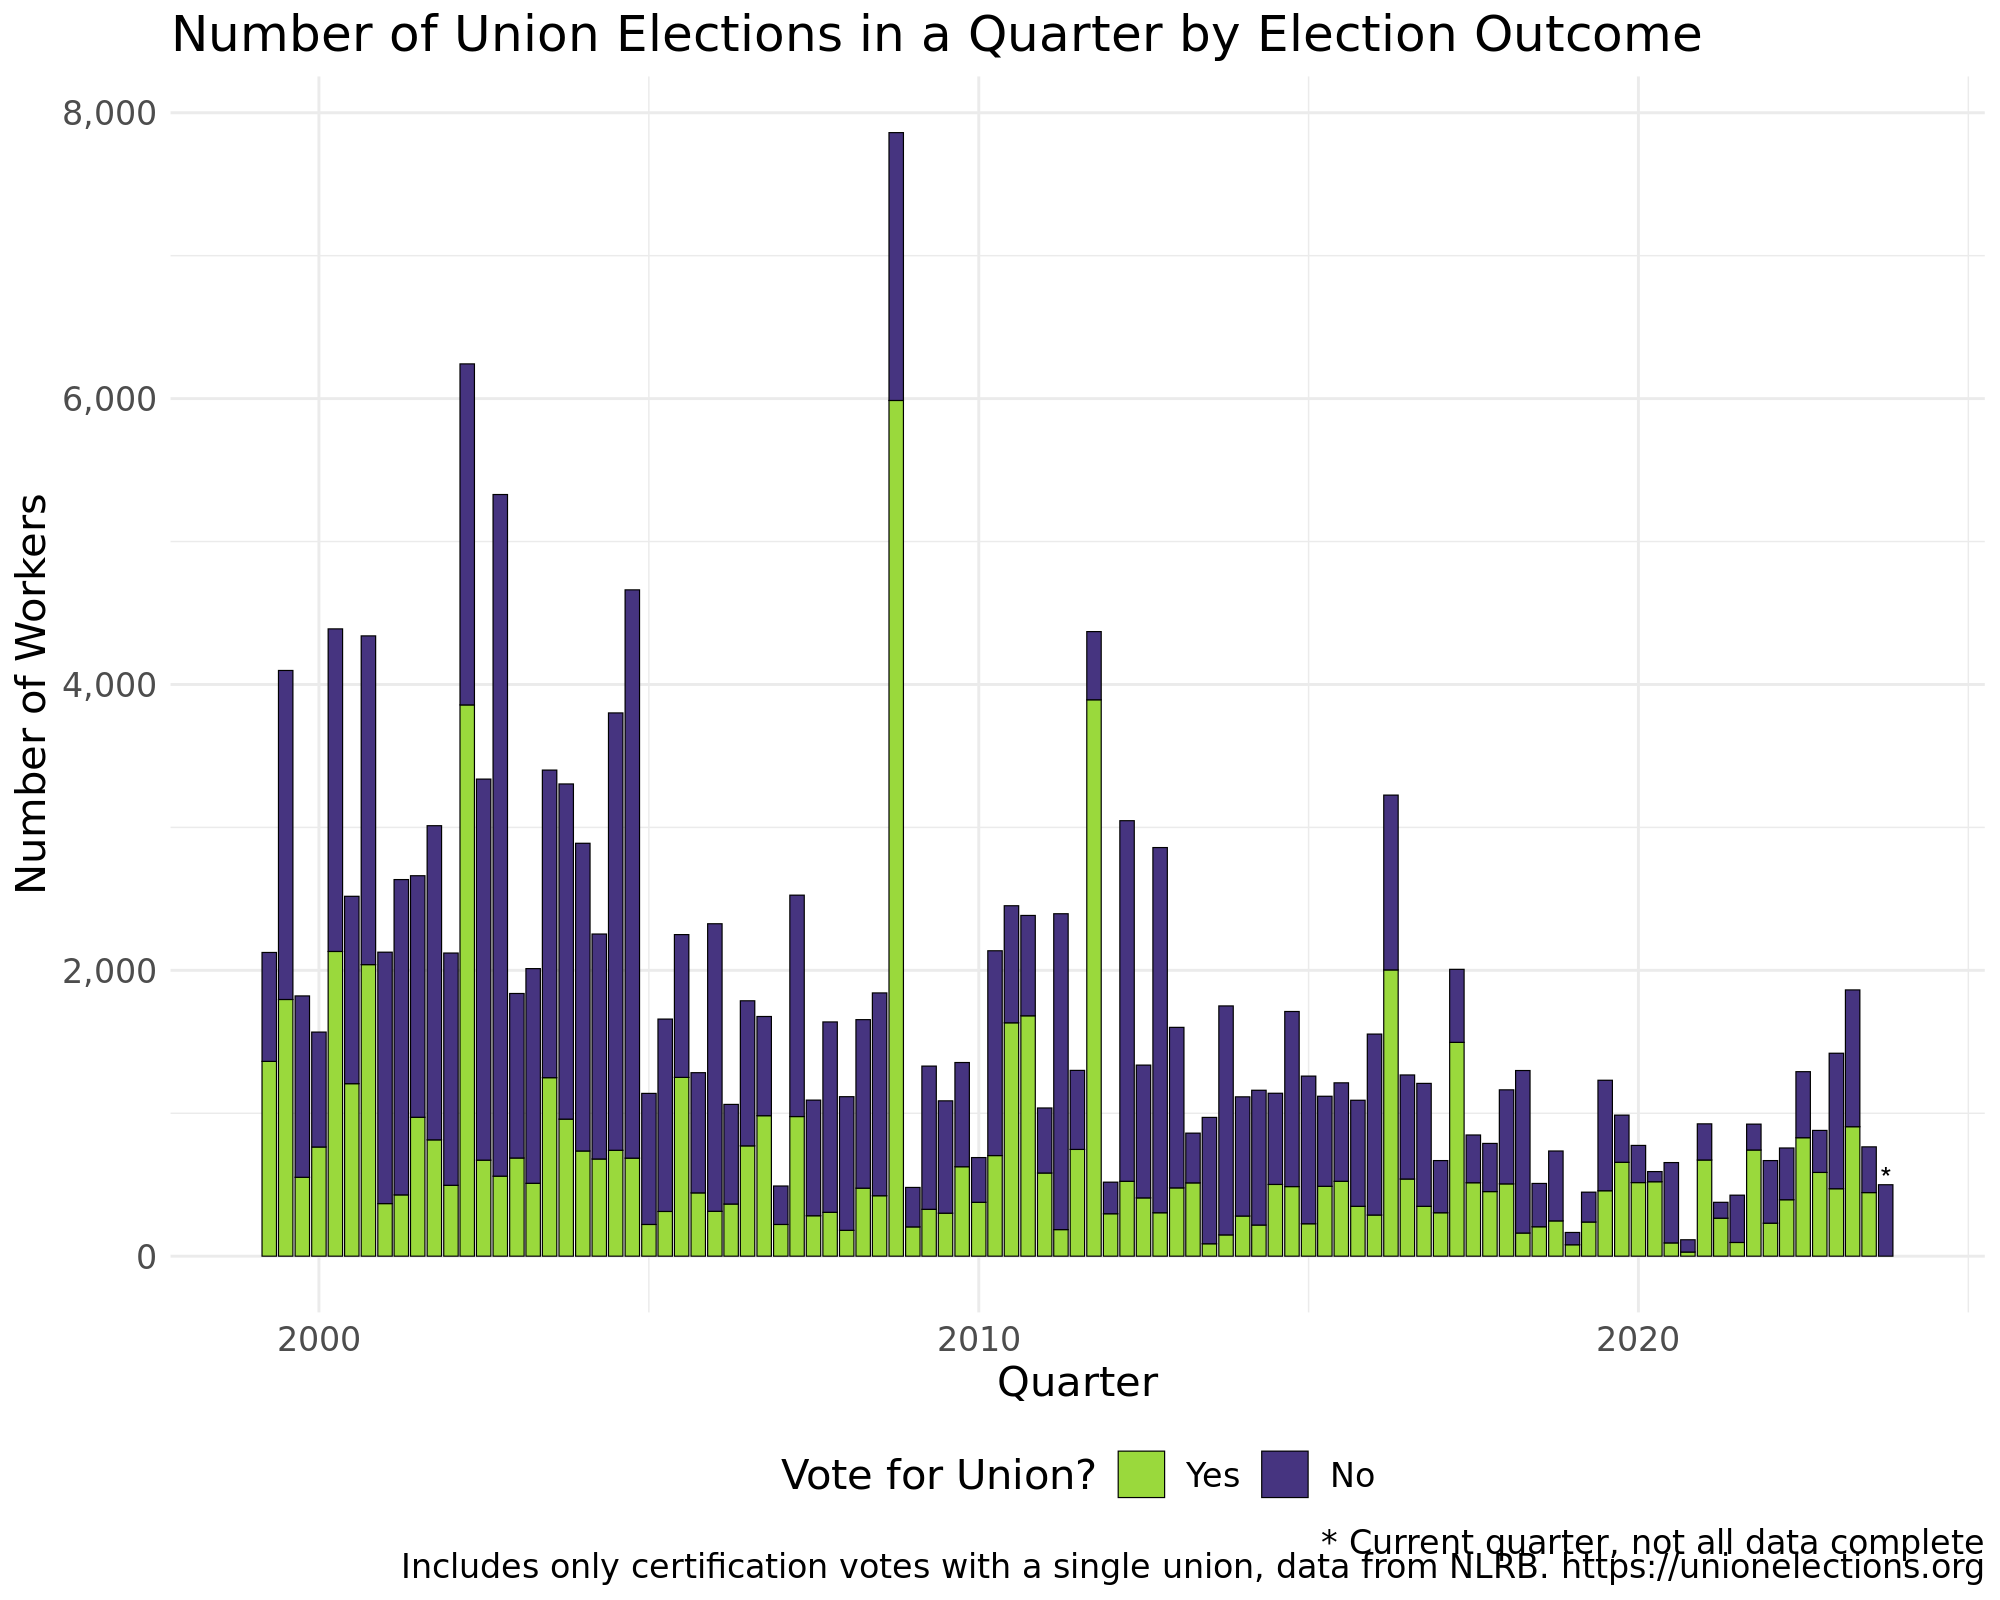 Number of Union Elections in a Quarter by Election Outcome
Number of Workers
8,000
6,000
4,000
2,000
0
*
2000
2010
2020
Quarter
Vote for Union?
Yes
No
* Current quarter, not all data complete
Includes only certification votes with a single union, data from NLRB. https://unionelections.org